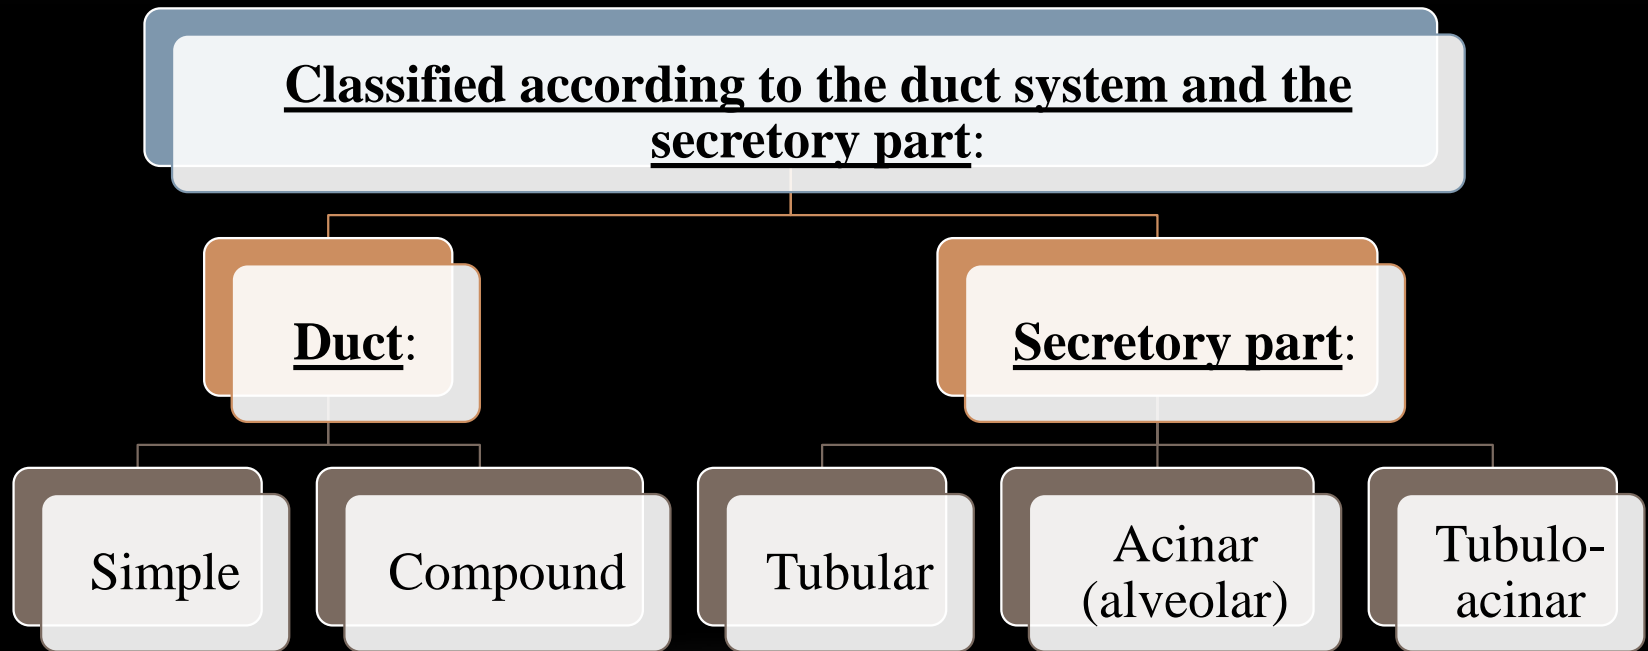 Classified according to the duct system and the
secretory part:
Duct:
Secretory part:
Simple
Compound
Tubular
Acinar
(alveolar)
Tubulo-
acinar